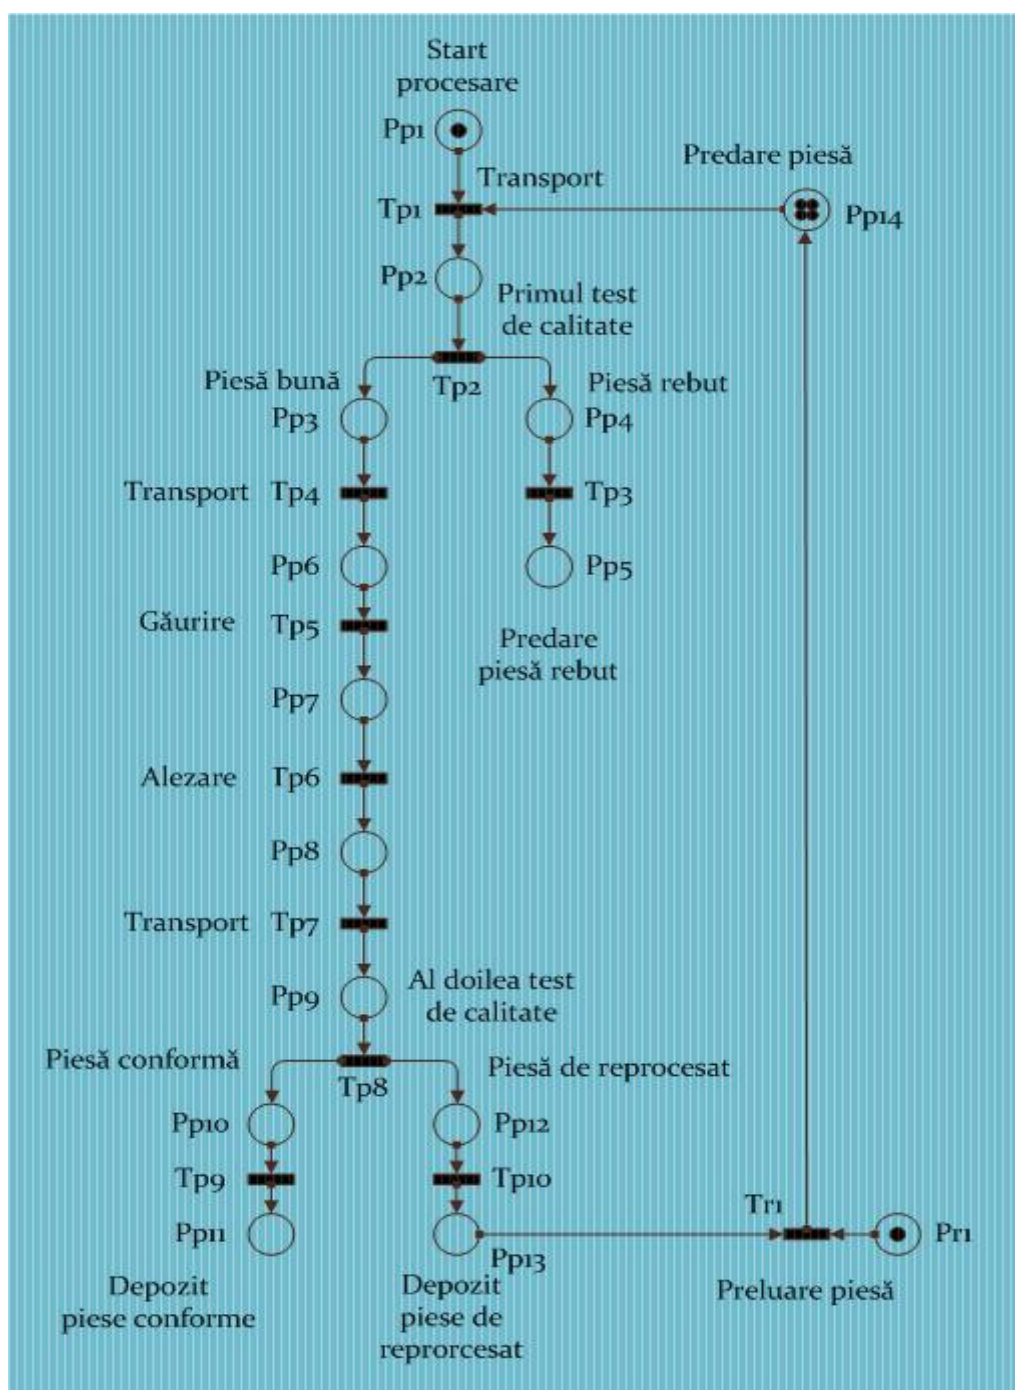 Start
procesare
Pp1
Predare piesă
Transport
Tp1
Pp14
Pp2
Primul test
de calitate
Piesă bună
Tp2
Piesă rebut
Pp3
Pp4
Transport
Tp4
Tp3
Pp6
Pp5
Găurire
Tp5
Predare
piesă rebut
Pp7
Alezare
Tp6
Pp8
Transport
Tp7
Pp9
Al doilea test
de calitate
Piesă conformă
Tp8
Piesă de reprocesat
Pp10
Pp12
Tp9
Tp10
Tr1
Pp11
Pp13
Pr1
Depozit
piese conforme
Depozit
piese de
reprorcesat
Preluare piesă